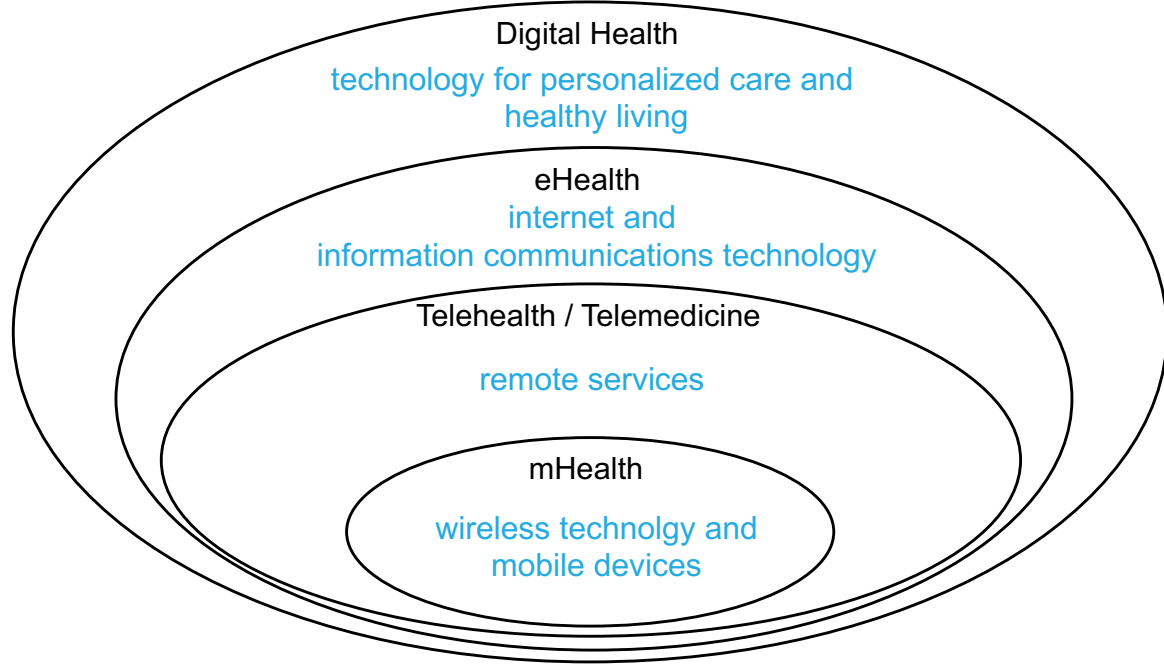 Digital Health
technology for personalized care and
healthy living
eHealth
internet and
information communications technology
Telehealth / Telemedicine
remote services
mHealth
wireless technolgy and
mobile devices